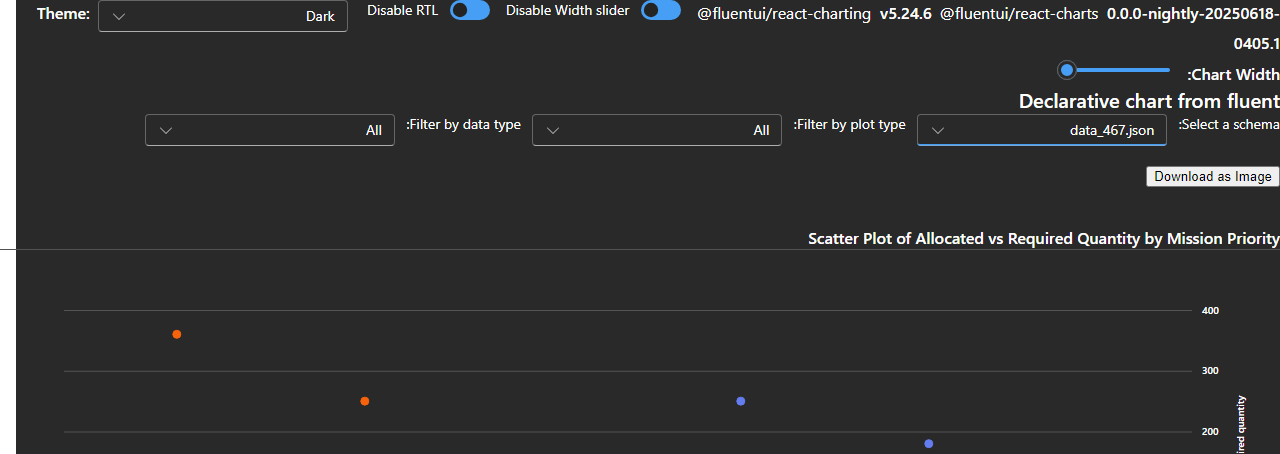 Theme:
Dark
Disable RTL
Disable Width slider
@fluentui/react-charting v5.24.6 @fluentui/react-charts 0.0.0-nightly-20250618-
0405.1
:Chart Width
Declarative chart from fluent
:Select a schema
data_467.json
:Filter by plot type
All
:Filter by data type
All
Download as Image
Scatter Plot of Allocated vs Required Quantity by Mission Priority
400
300
200
quantity